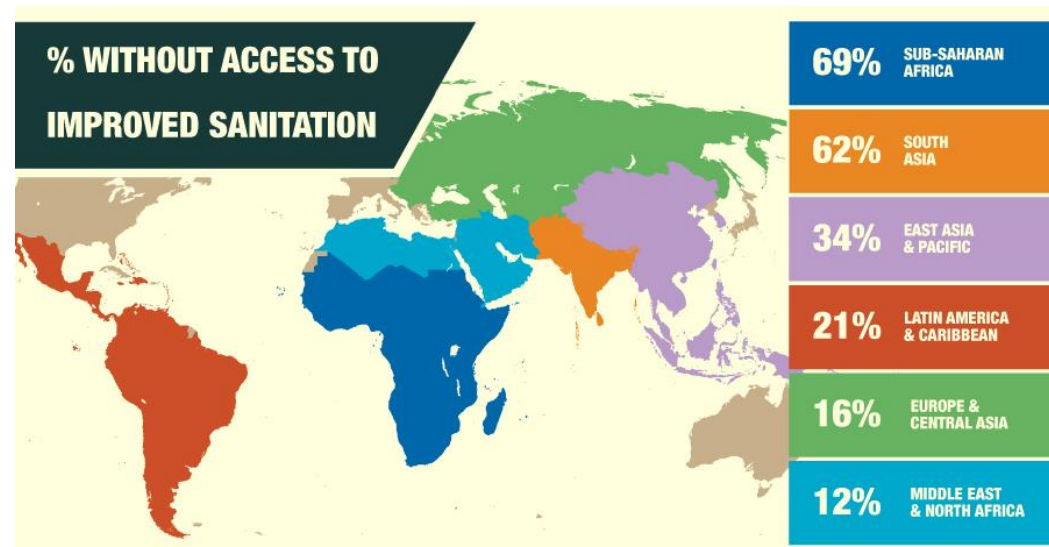 % WITHOUT ACCESS TO
IMPROVED SANITATION
69% SUB-SAHARAN
AFRICA
62% SOUTH
ASIA
34% EAST ASIA
& PACIFIC
21% LATIN AMERICA
& CARIBBEAN
16% EUROPE &
CENTRAL ASIA
12% MIDDLE EAST
& NORTH AFRICA